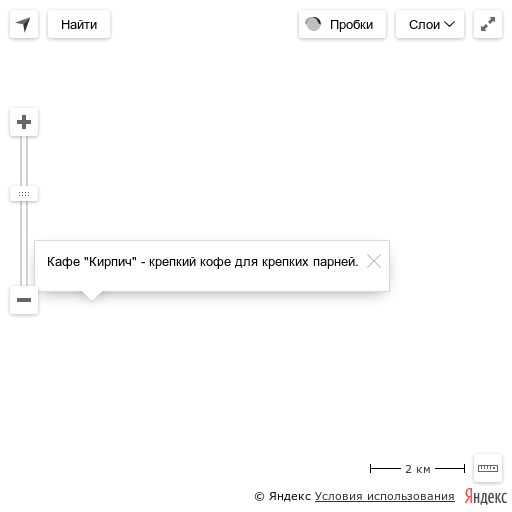 Найти
Пробки
Слои
Кафе "Кирпич" - крепкий кофе для крепких парней.
2 км
© Яндекс Условия использования Яндекс